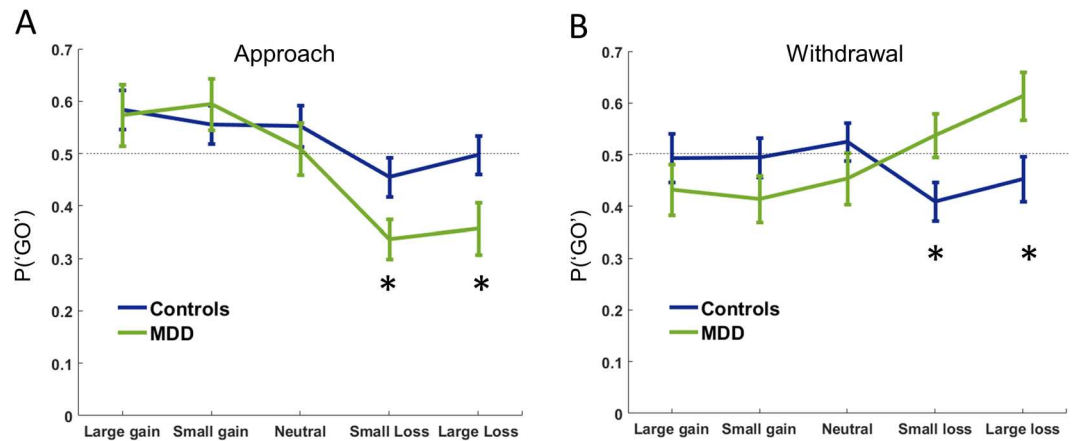 A
Approach
0.7
0.6
0.5
0.4
0.3
0.2
0.1
0
P(‘GO’)
Controls
MDD
*
*
Large gain
Small gain
Neutral
Small Loss
Large Loss
B
Withdrawal
0.7
0.6
0.5
0.4
0.3
0.2
0.1
0
P(‘GO’)
Controls
MDD
*
*
Large gain
Small gain
Neutral
Small loss
Large loss